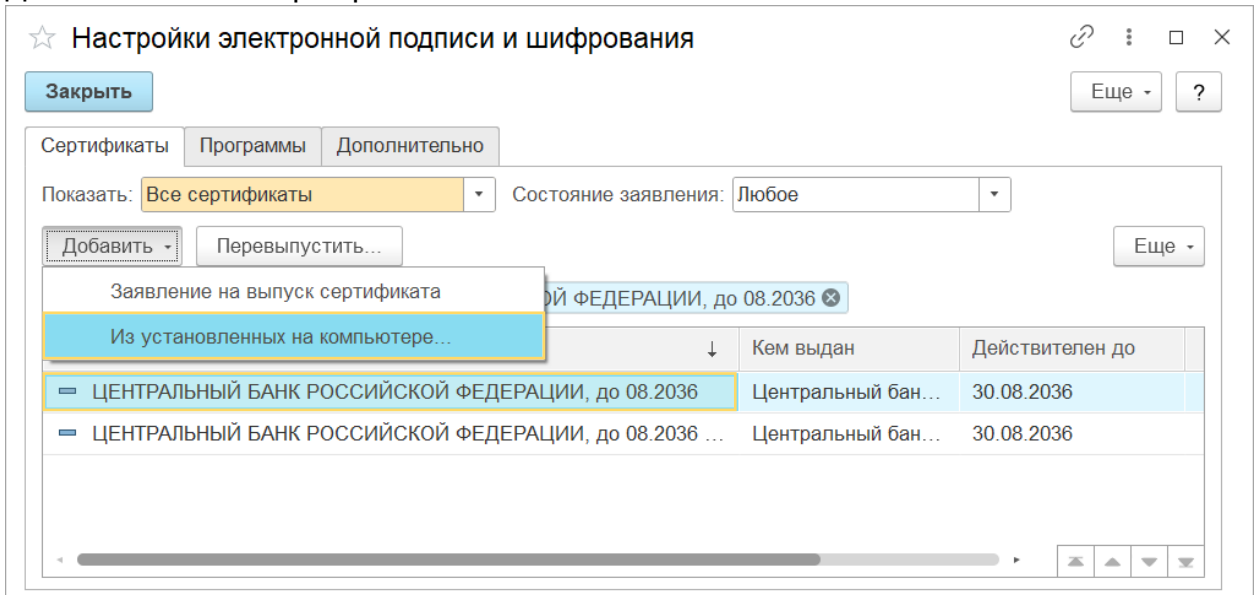 Настройки электронной подписи и шифрования
Закрыть
Еще
?
Сертификаты
Программы
Дополнительно
Показать: Все сертификаты
Состояние заявления: Любое
Добавить
Перевыпустить...
Еще
Заявление на выпуск сертификата
Из установленных на компьютере...
ОЙ ФЕДЕРАЦИИ, до 08.2036
Кем выдан
Действителен до
ЦЕНТРАЛЬНЫЙ БАНК РОССИЙСКОЙ ФЕДЕРАЦИИ, до 08.2036 Центральный бан... 30.08.2036
ЦЕНТРАЛЬНЫЙ БАНК РОССИЙСКОЙ ФЕДЕРАЦИИ, до 08.2036 ... Центральный бан... 30.08.2036